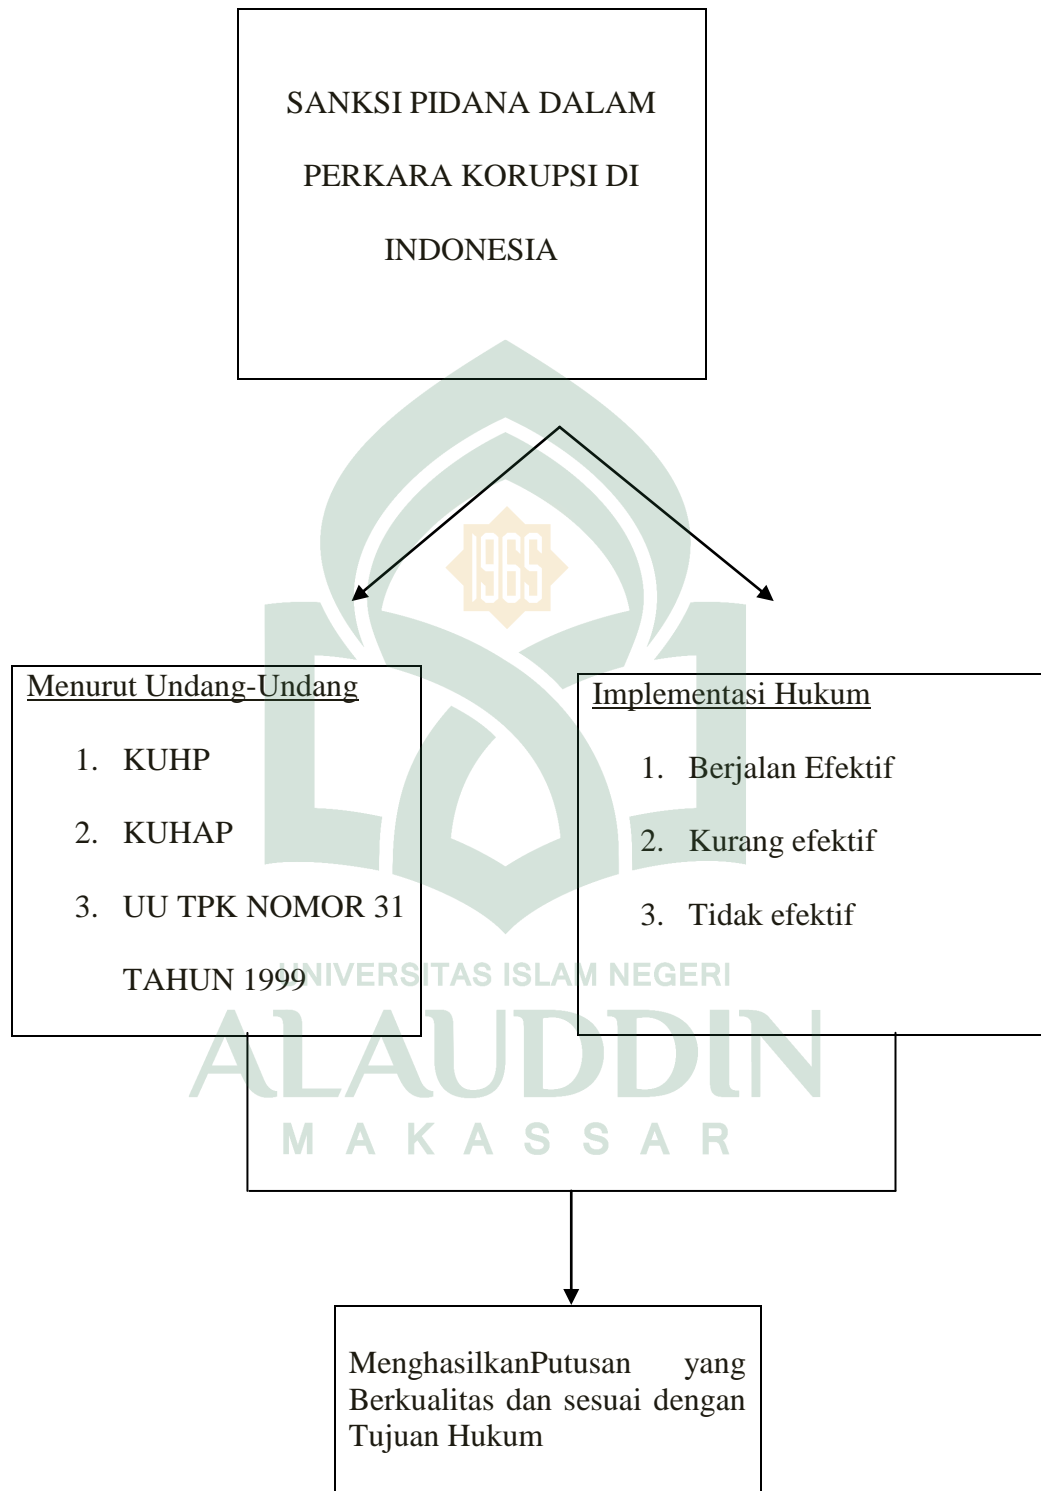 SANKSI PIDANA DALAM
PERKARA KORUPSI DI
INDONESIA
1965
Menurut Undang-Undang
1. KUHP
2. KUHAP
3. UU TPK NOMOR 31
TAHUN 1999
Implementasi Hukum
1. Berjalan Efektif
2. Kurang efektif
3. Tidak efektif
UNIVERSITAS ISLAM NEGERI
ALAUDDIN
MAKASSAR
MenghasilkanPutusan yang
Berkualitas dan sesuai dengan
Tujuan Hukum